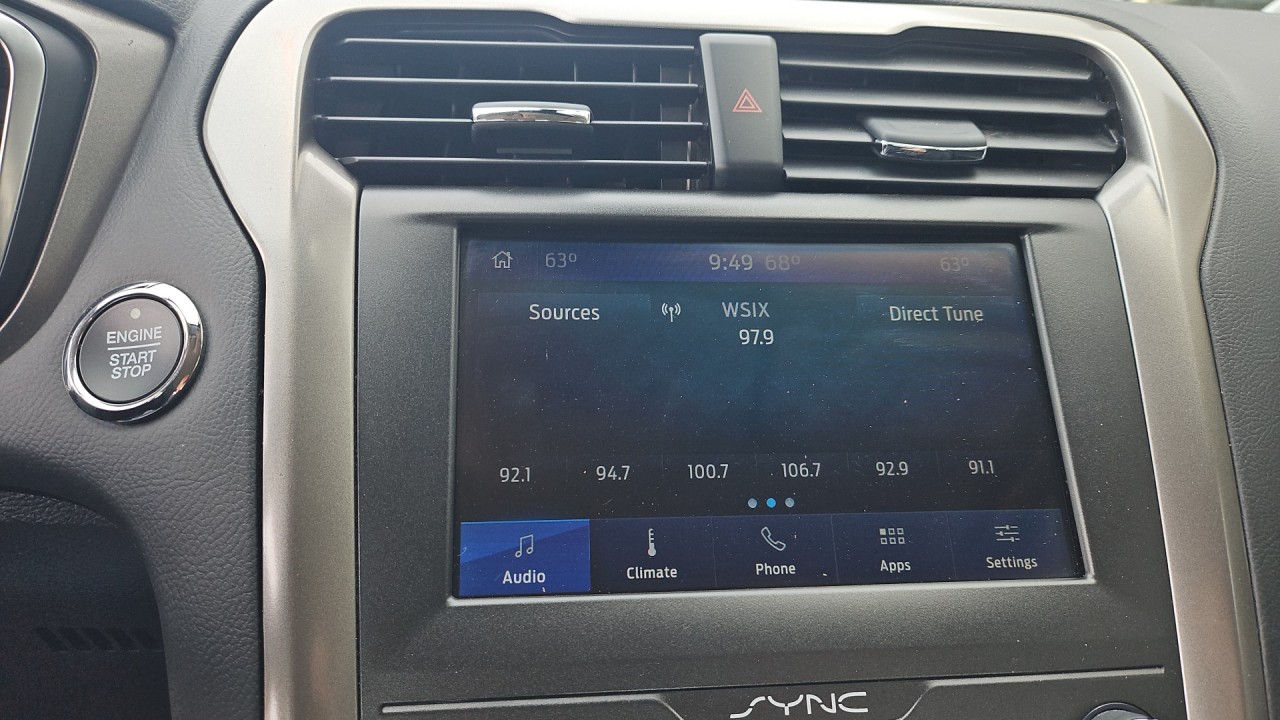 63° 9:49 68° 63°
Sources WSIX Direct Tune
97.9
92.1 94.7 100.7 106.7 92.9 91.1
Audio Climate Phone Apps Settings
ENGINE
START
STOP
SYNC